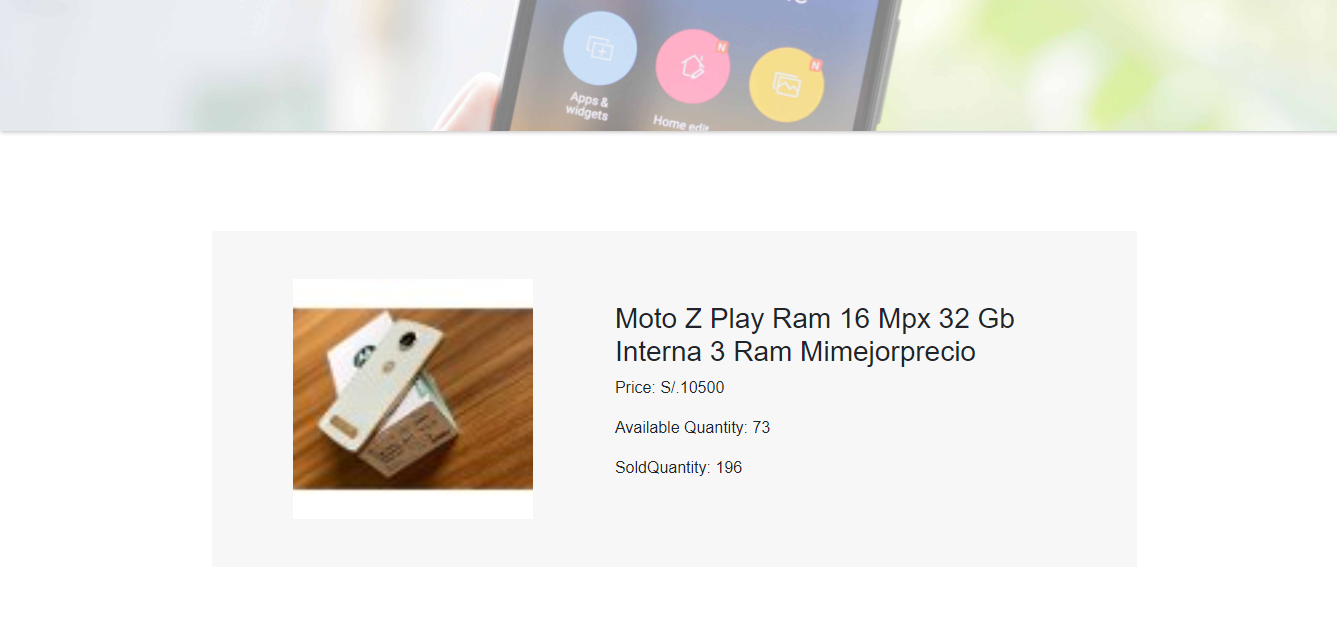 Apps &
widgets
Home edit
N
N
Moto Z Play Ram 16 Mpx 32 Gb
Interna 3 Ram Mimejorprecio
Price: S/.10500
Available Quantity: 73
SoldQuantity: 196